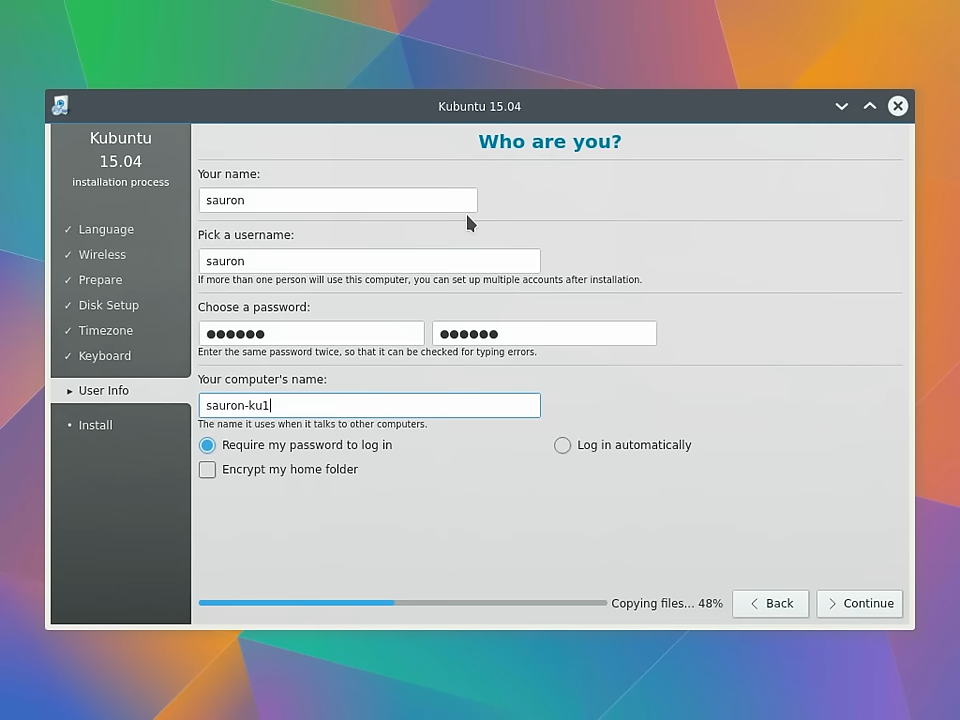 Kubuntu 15.04
Kubuntu
15.04
installation process
✓ Language
✓ Wireless
✓ Prepare
✓ Disk Setup
✓ Timezone
✓ Keyboard
▸ User Info
• Install
Who are you?
Your name:
sauron
Pick a username:
sauron
If more than one person will use this computer, you can set up multiple accounts after installation.
Choose a password:
●●●●●● ●●●●●●
Enter the same password twice, so that it can be checked for typing errors.
Your computer's name:
sauron-ku1
The name it uses when it talks to other computers.
Require my password to log in Log in automatically
Encrypt my home folder
Copying files... 48% Back Continue